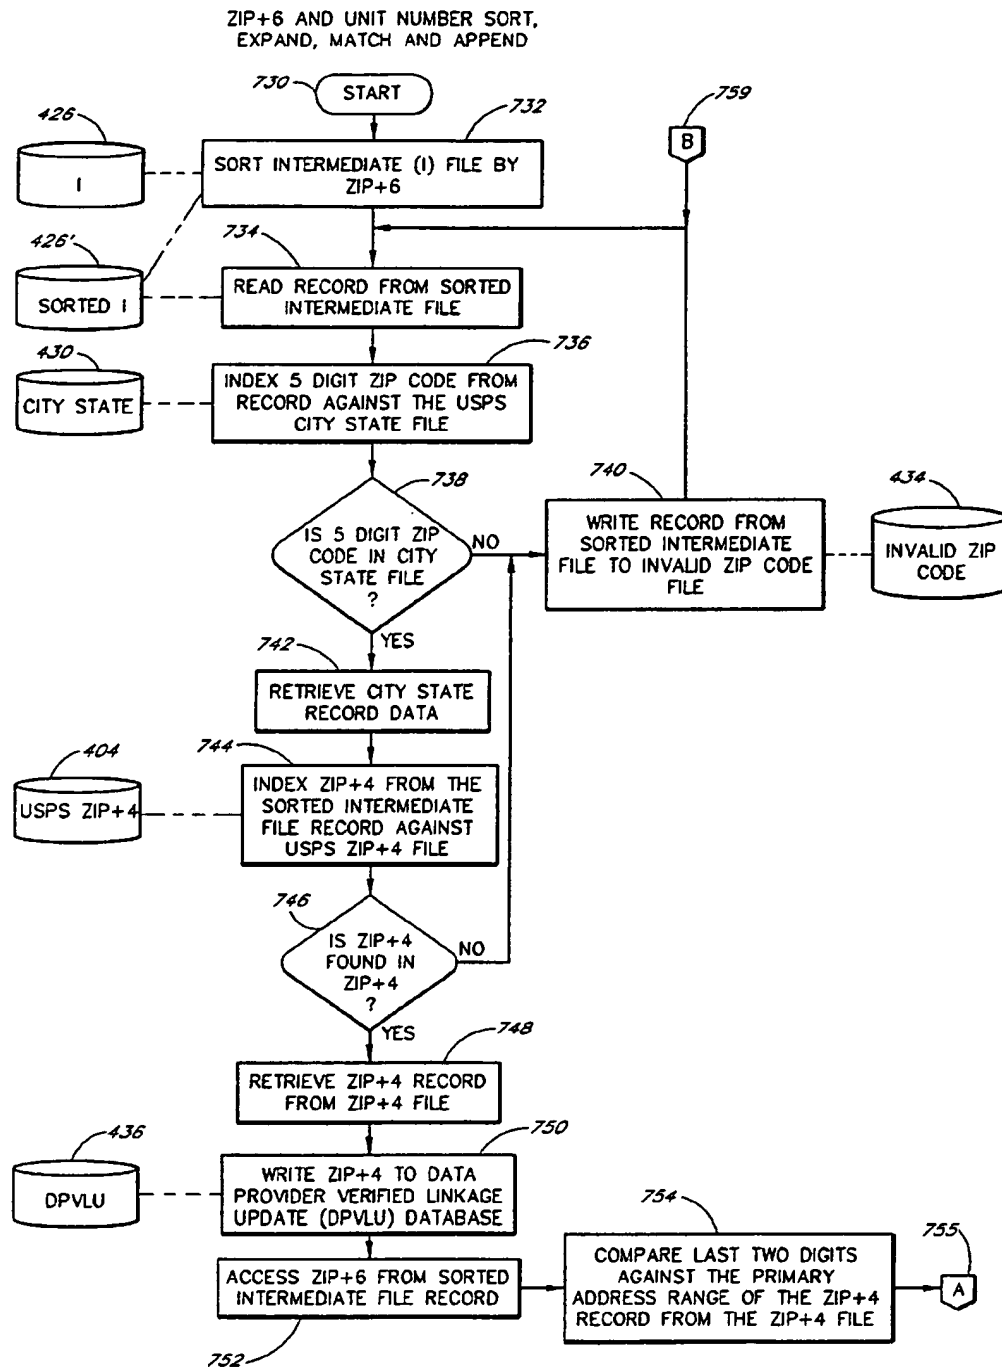 ZIP+6 AND UNIT NUMBER SORT,
EXPAND, MATCH AND APPEND
730
START
732
759
B
426
I
SORT INTERMEDIATE (I) FILE BY
ZIP+6
426'
SORTED I
734
READ RECORD FROM SORTED
INTERMEDIATE FILE
430
CITY STATE
736
INDEX 5 DIGIT ZIP CODE FROM
RECORD AGAINST THE USPS
CITY STATE FILE
738
IS 5 DIGIT ZIP
CODE IN CITY
STATE FILE
?
NO
YES
740
WRITE RECORD FROM
SORTED INTERMEDIATE
FILE TO INVALID ZIP CODE
FILE
434
INVALID ZIP
CODE
742
RETRIEVE CITY STATE
RECORD DATA
404
USPS ZIP+4
744
INDEX ZIP+4 FROM THE
SORTED INTERMEDIATE
FILE RECORD AGAINST
USPS ZIP+4 FILE
746
IS ZIP+4
FOUND IN
ZIP+4
?
NO
YES
748
RETRIEVE ZIP+4 RECORD
FROM ZIP+4 FILE
436
DPVLU
750
WRITE ZIP+4 TO DATA
PROVIDER VERIFIED LINKAGE
UPDATE (DPVLU) DATABASE
752
ACCESS ZIP+6 FROM SORTED
INTERMEDIATE FILE RECORD
754
COMPARE LAST TWO DIGITS
AGAINST THE PRIMARY
ADDRESS RANGE OF THE ZIP+4
RECORD FROM THE ZIP+4 FILE
755
A